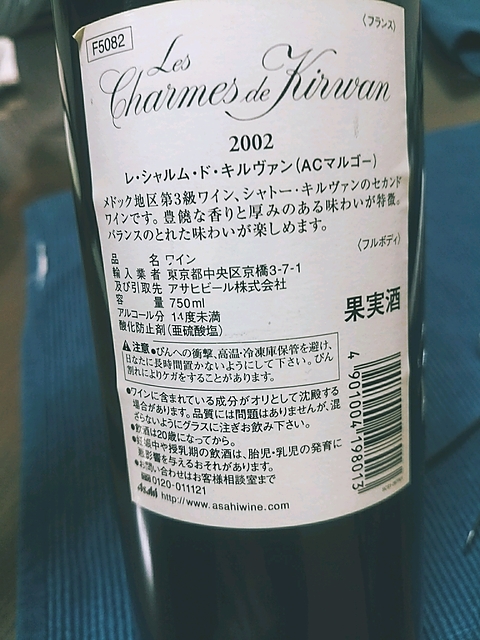 〈フランス〉
F5082
Les
Charmes de Kirwan
2002
レ・シャルム・ド・キルヴァン(ACマルゴー)
メドック地区第3級ワイン、シャトー・キルヴァンのセカンド
ワインです。豊饒な香りと厚みのある味わいが特徴。
バランスのとれた味わいが楽しめます。
〈フルボディ〉
品名 ワイン
輸入業者 東京都中央区京橋3-7-1
及び引取先 アサヒビール株式会社
容量 750ml
アルコール分 14度未満
酸化防止剤(亜硫酸塩)
果実酒
⚠注意●びんへの衝撃、高温・冷凍庫保管を避け、
日なたに長時間置かないようにして下さい。びん
割れによりケガをすることがあります。
●ワインに含まれている成分がオリとして沈殿する
場合があります。品質には問題はありませんが、混
ざらないようにグラスに注ぎお飲み下さい。
●飲酒は20歳になってから。
●妊娠中や授乳期の飲酒は、胎児・乳児の発育に
悪影響を与えるおそれがあります。
●お問い合わせはお客様相談室まで
0120-011121
Asahi http://www.asahiwine.com
4 901004 198073